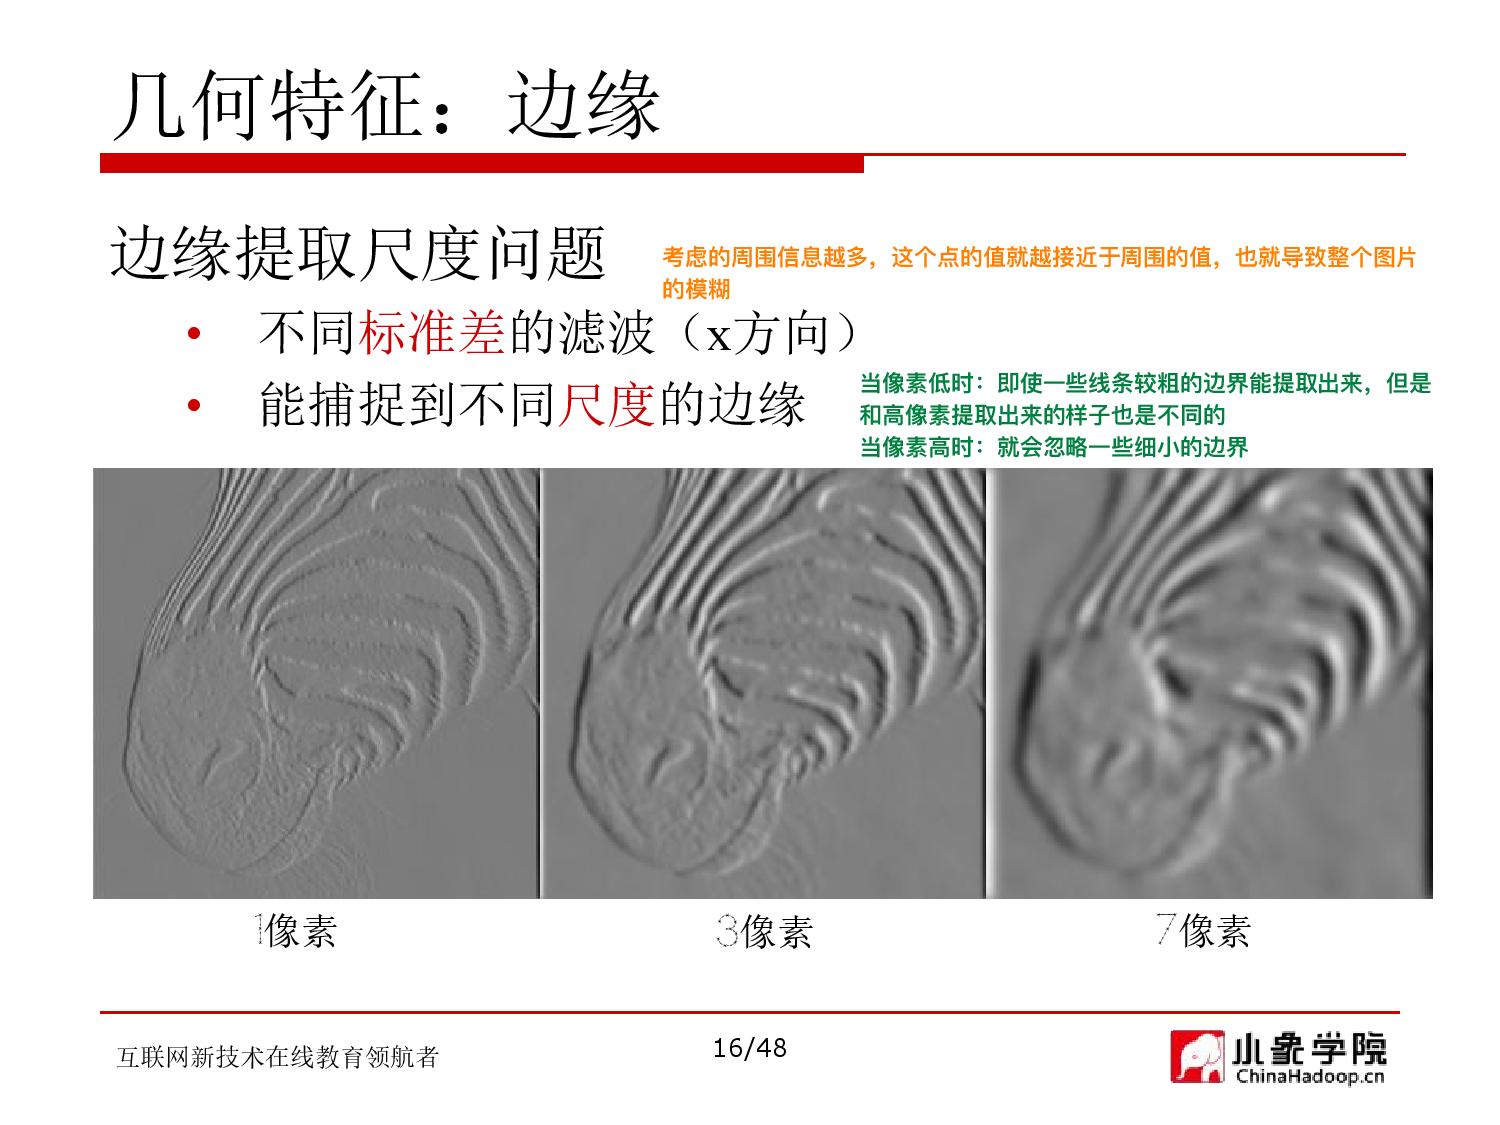 几何特征：边缘
边缘提取尺度问题
考虑的周围信息越多，这个点的值就越接近于周围的值，也就导致整个图片
的模糊
• 不同标准差的滤波（x方向）
• 能捕捉到不同尺度的边缘
当像素低时：即使一些线条较粗的边界能提取出来，但是
和高像素提取出来的样子也是不同的
当像素高时：就会忽略一些细小的边界
1像素
3像素
7像素
互联网新技术在线教育领航者
16/48
小象学院
ChinaHadoop.cn